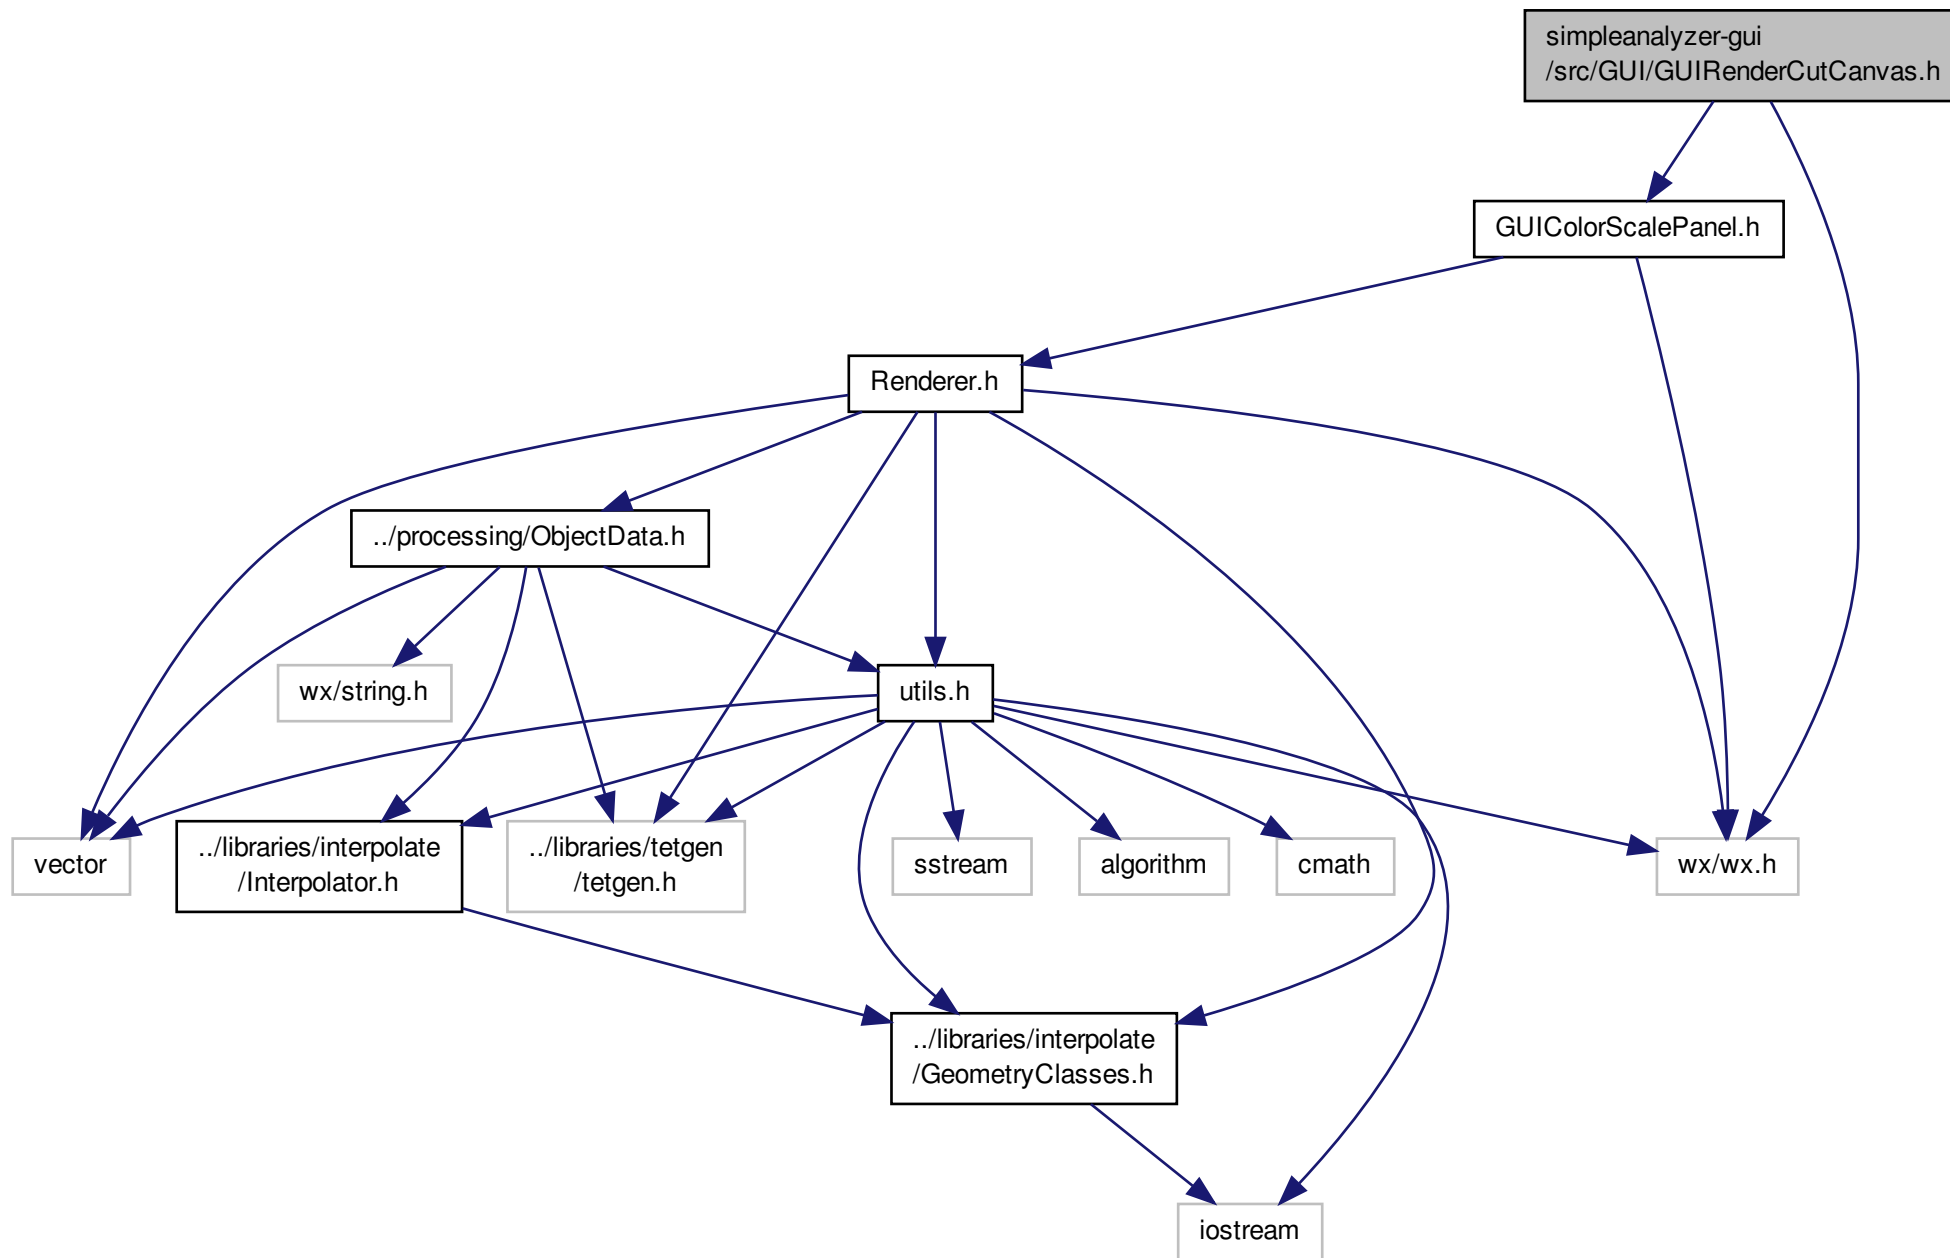 simpleanalyzer-gui
/src/GUI/GUIRenderCutCanvas.h
GUIColorScalePanel.h
Renderer.h
../processing/ObjectData.h
wx/string.h
utils.h
vector
../libraries/interpolate
/Interpolator.h
../libraries/tetgen
/tetgen.h
sstream
algorithm
cmath
wx/wx.h
../libraries/interpolate
/GeometryClasses.h
iostream